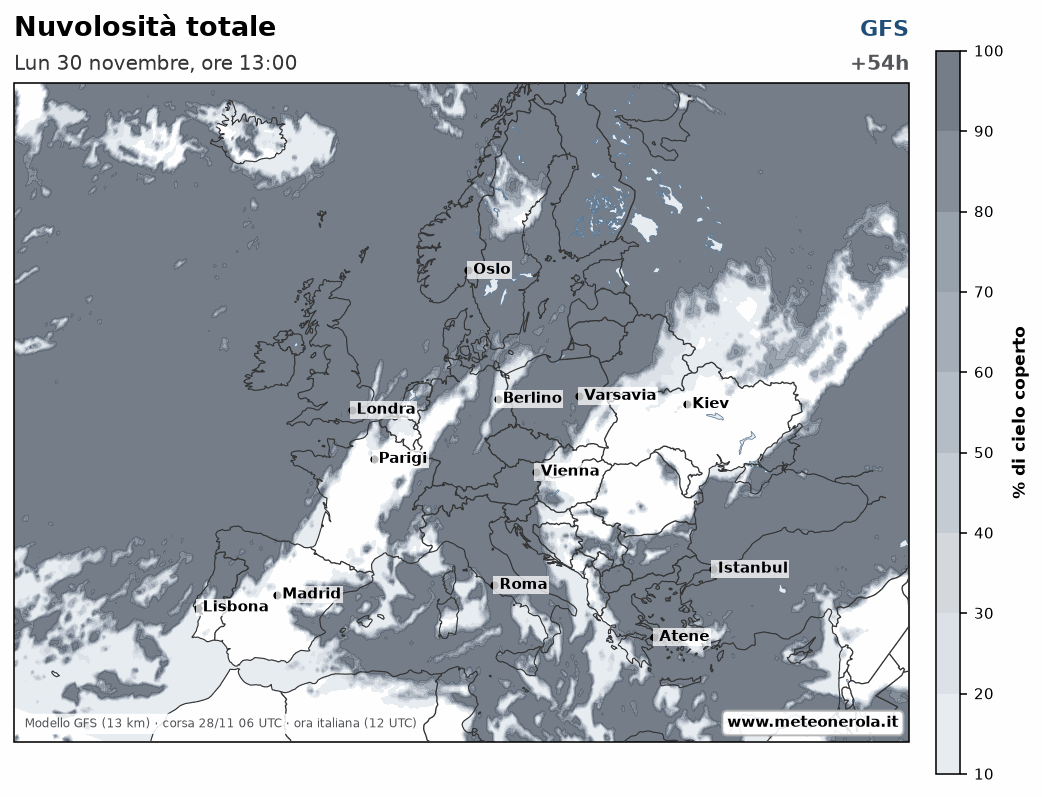 Nuvolosità totale
GFS
Lun 30 novembre, ore 13:00
+54h
100
90
80
70
60
50
40
30
20
10
% di cielo coperto
Oslo
Londra
Berlino
Varsavia
Kiev
Parigi
Vienna
Istanbul
Roma
Madrid
Lisbona
Atene
Modello GFS (13 km) · corsa 28/11 06 UTC · ora italiana (12 UTC)
www.meteonerola.it